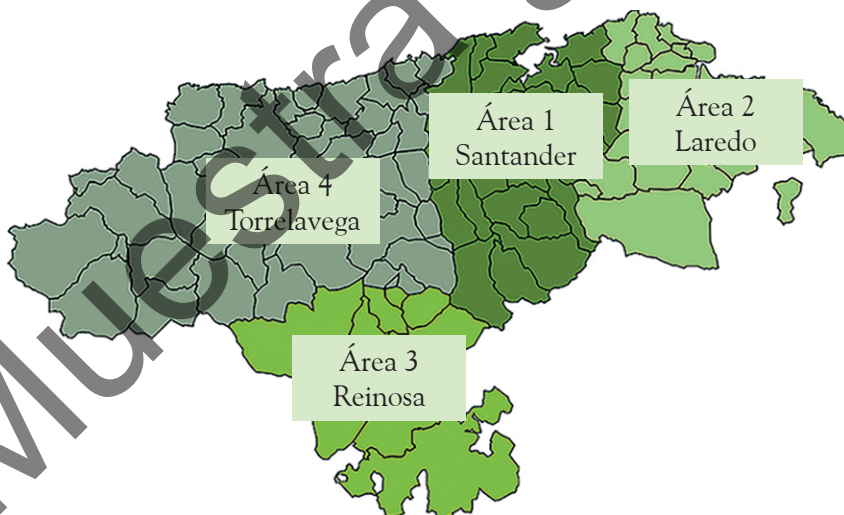 Área 1
Santander
Área 2
Laredo
Área 4
Torrelavega
Área 3
Reinosa
Muestra